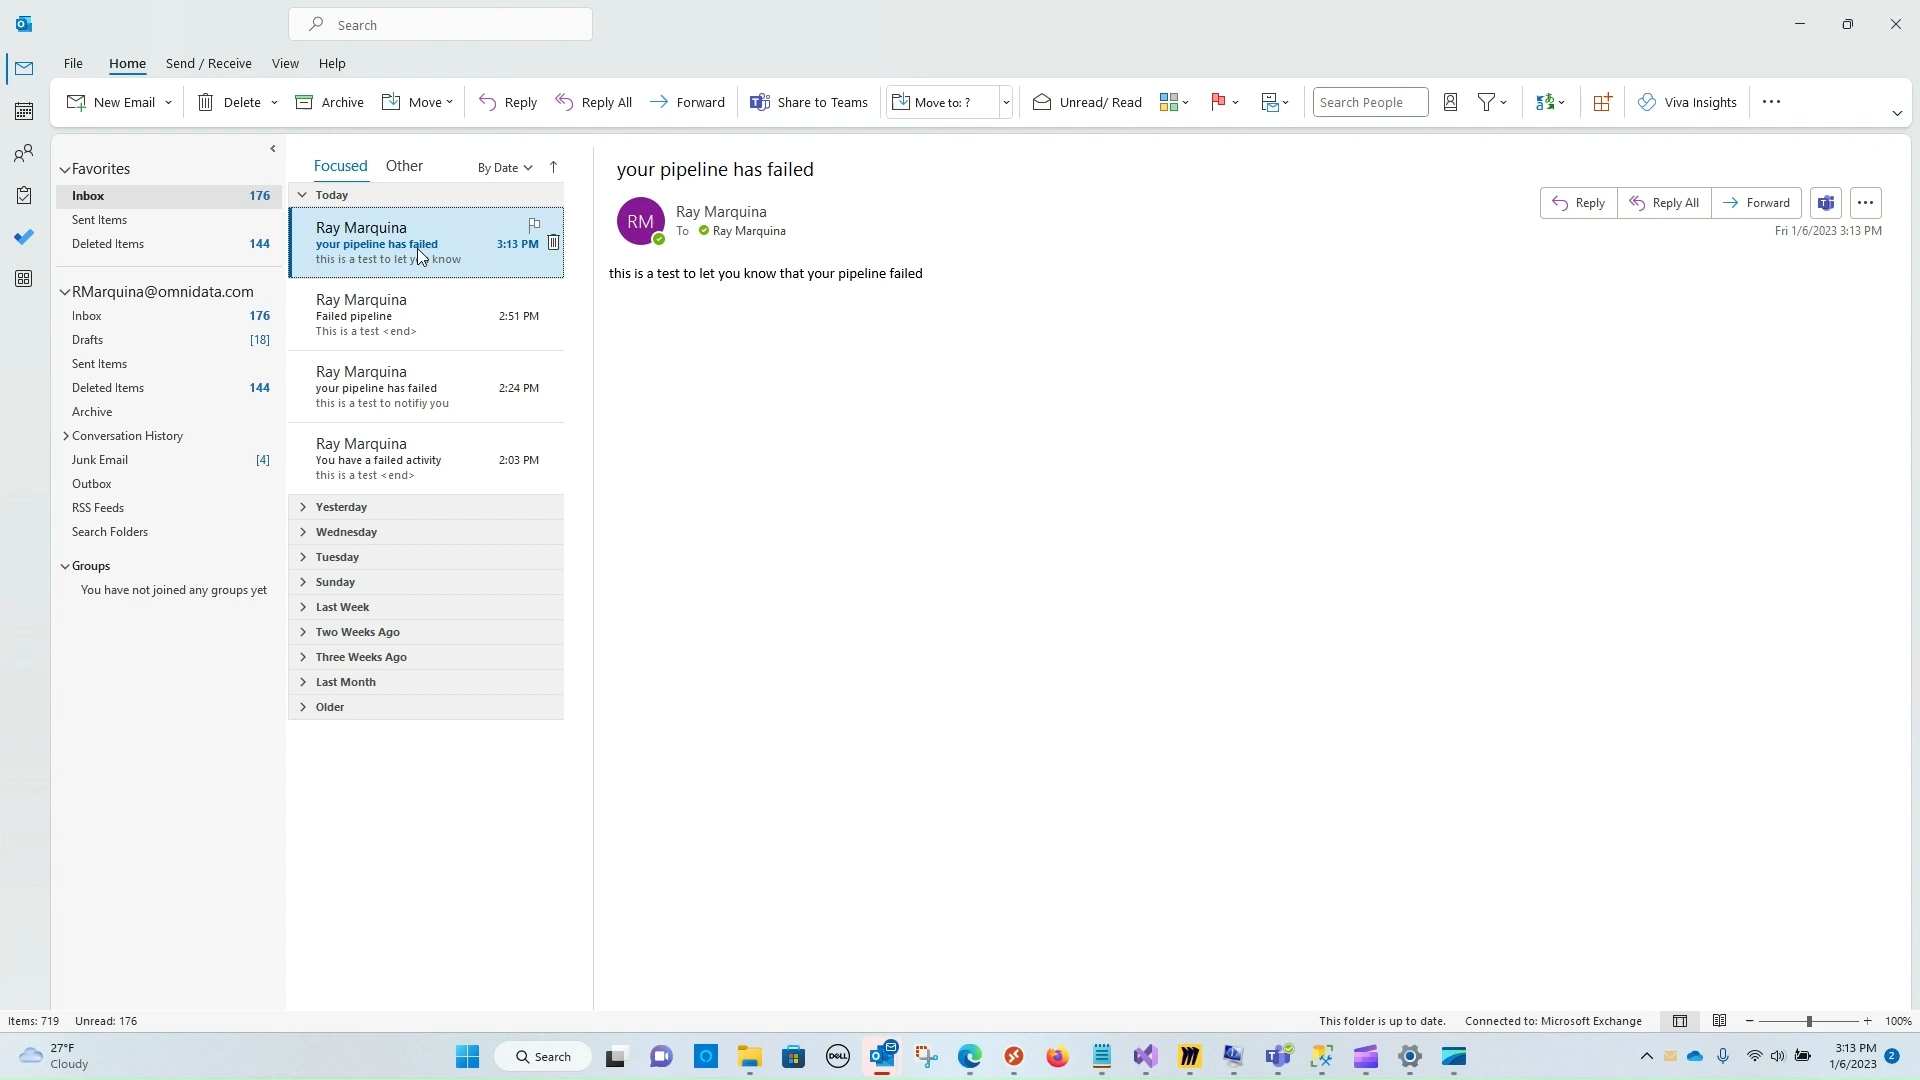 Search
File Home Send / Receive View Help
New Email Delete Archive Move Reply Reply All Forward Share to Teams Move to: ? Unread/ Read Search People Viva Insights
Favorites
Inbox 176
Sent Items
Deleted Items 144
RMarquina@omnidata.com
Inbox 176
Drafts [18]
Sent Items
Deleted Items 144
Archive
Conversation History
Junk Email [4]
Outbox
RSS Feeds
Search Folders
Groups
You have not joined any groups yet
Focused Other By Date
Today
Ray Marquina
your pipeline has failed 3:13 PM
this is a test to let you know
Ray Marquina
Failed pipeline 2:51 PM
This is a test <end>
Ray Marquina
your pipeline has failed 2:24 PM
this is a test to notifiy you
Ray Marquina
You have a failed activity 2:03 PM
this is a test <end>
Yesterday
Wednesday
Tuesday
Sunday
Last Week
Two Weeks Ago
Three Weeks Ago
Last Month
Older
your pipeline has failed
RM
Ray Marquina
To Ray Marquina
Reply Reply All Forward
Fri 1/6/2023 3:13 PM
this is a test to let you know that your pipeline failed
Items: 719 Unread: 176
This folder is up to date. Connected to: Microsoft Exchange 100%
27°F
Cloudy
Search
DELL
3:13 PM
1/6/2023
2